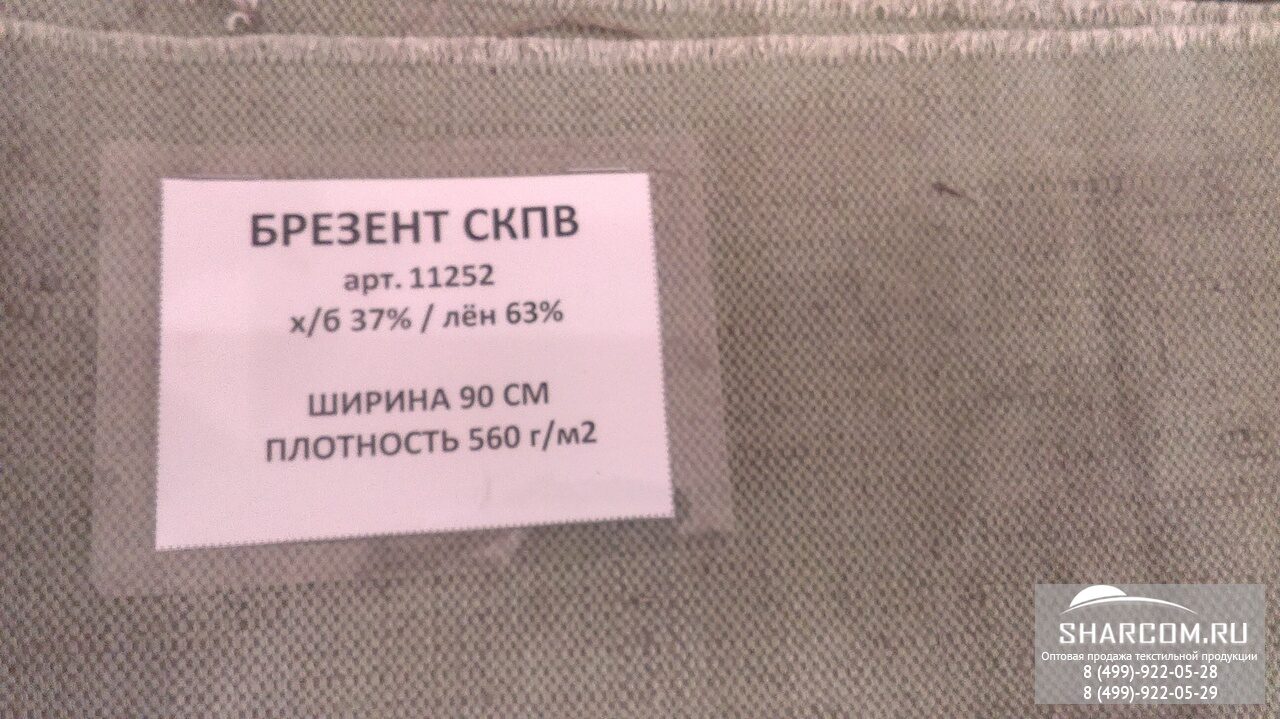 БРЕЗЕНТ СКПВ
арт. 11252
х/б 37% / лён 63%
ШИРИНА 90 СМ
ПЛОТНОСТЬ 560 г/м2
SHARCOM.RU
Оптовая продажа текстильной продукции
8 (499)-922-05-28
8 (499)-922-05-29